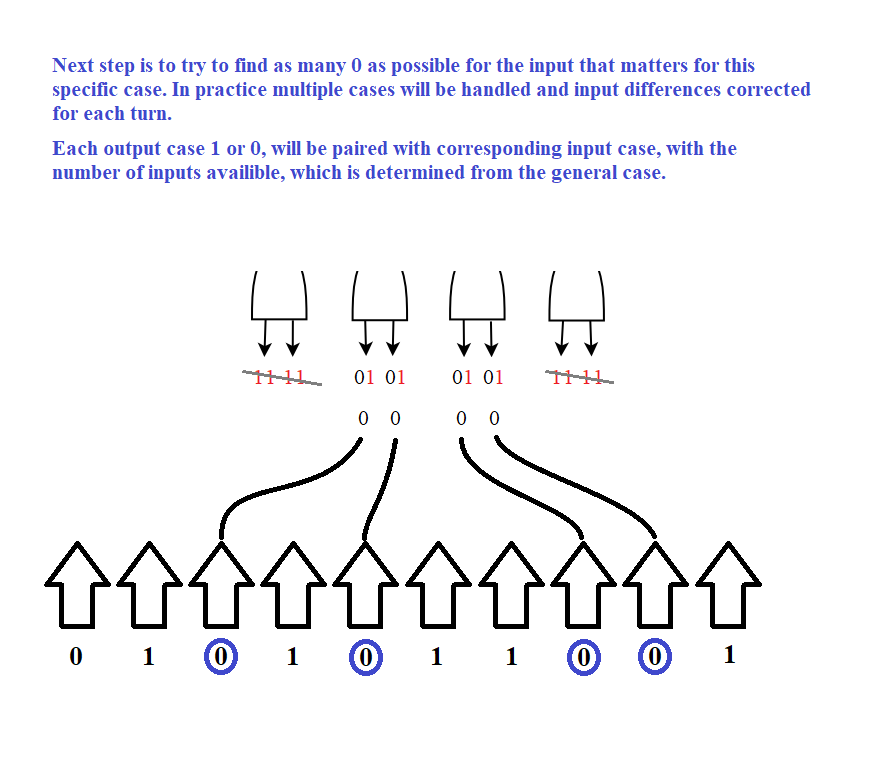 Next step is to try to find as many 0 as possible for the input that matters for this
specific case. In practice multiple cases will be handled and input differences corrected
for each turn.
Each output case 1 or 0, will be paired with corresponding input case, with the
number of inputs availible, which is determined from the general case.
11 11 01 01 01 01 11 11
0 0 0 0
0 1 0 1 0 1 1 0 0 1